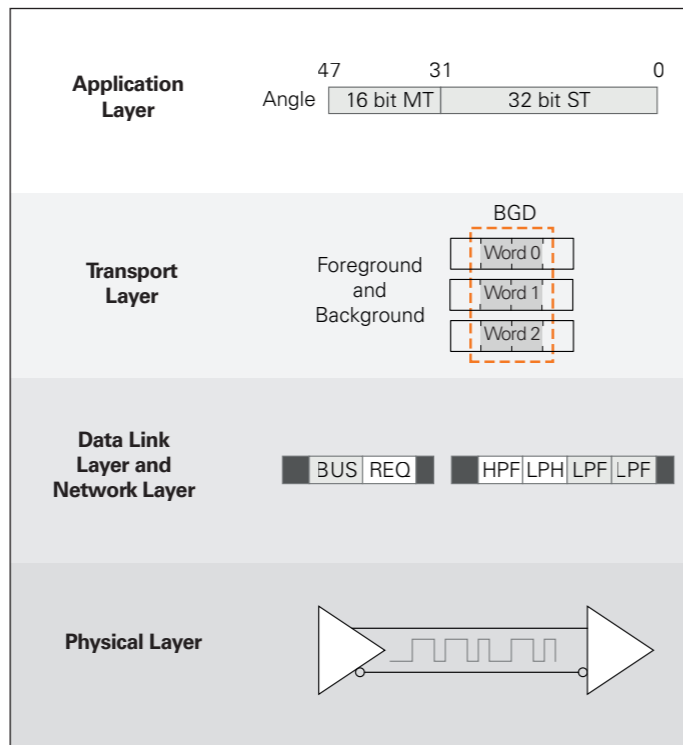 Application
Layer
47 31 0
Angle 16 bit MT 32 bit ST
Transport
Layer
Foreground
and
Background
BGD
Word 0
Word 1
Word 2
Data Link
Layer and
Network Layer
BUS REQ HPF LPH LPF LPF
Physical Layer